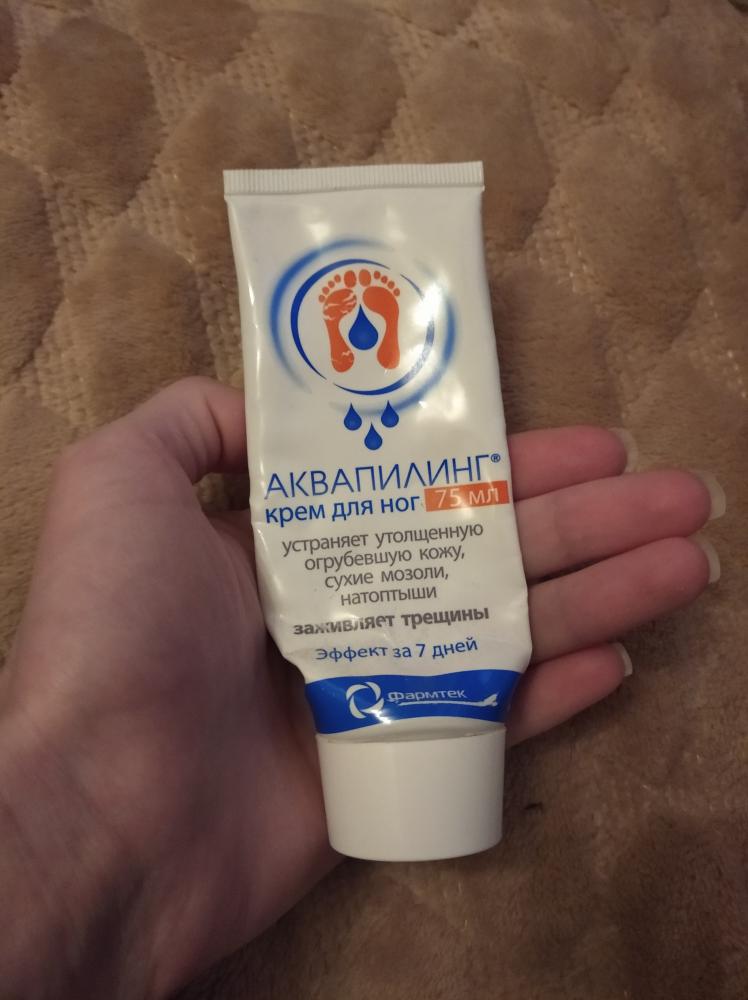 АКВАПИЛИНГ®
крем для ног 75 мл
устраняет утолщенную
огрубевшую кожу,
сухие мозоли,
натоптыши
заживляет трещины
Эффект за 7 дней
Фармтек